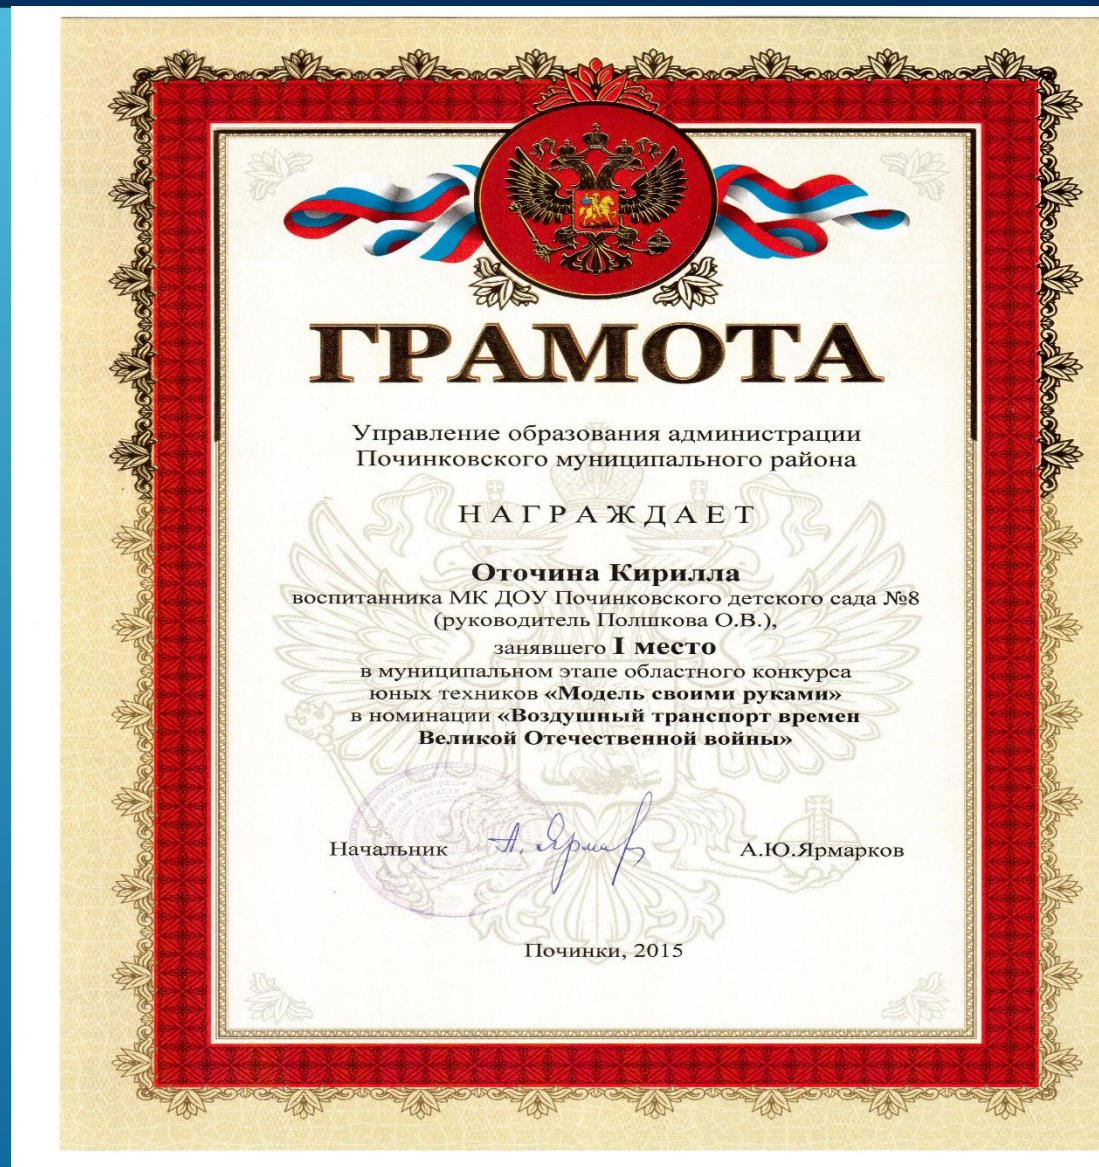 ГРАМОТА
Управление образования администрации
Починковского муниципального района
НАГРАЖДАЕТ
Оточина Кирилла
воспитанника МК ДОУ Починковского детского сада №8
(руководитель Полшкова О.В.),
занявшего I место
в муниципальном этапе областного конкурса
юных техников «Модель своими руками»
в номинации «Воздушный транспорт времен
Великой Отечественной войны»
Начальник А. Ярмар А.Ю.Ярмарков
Починки, 2015